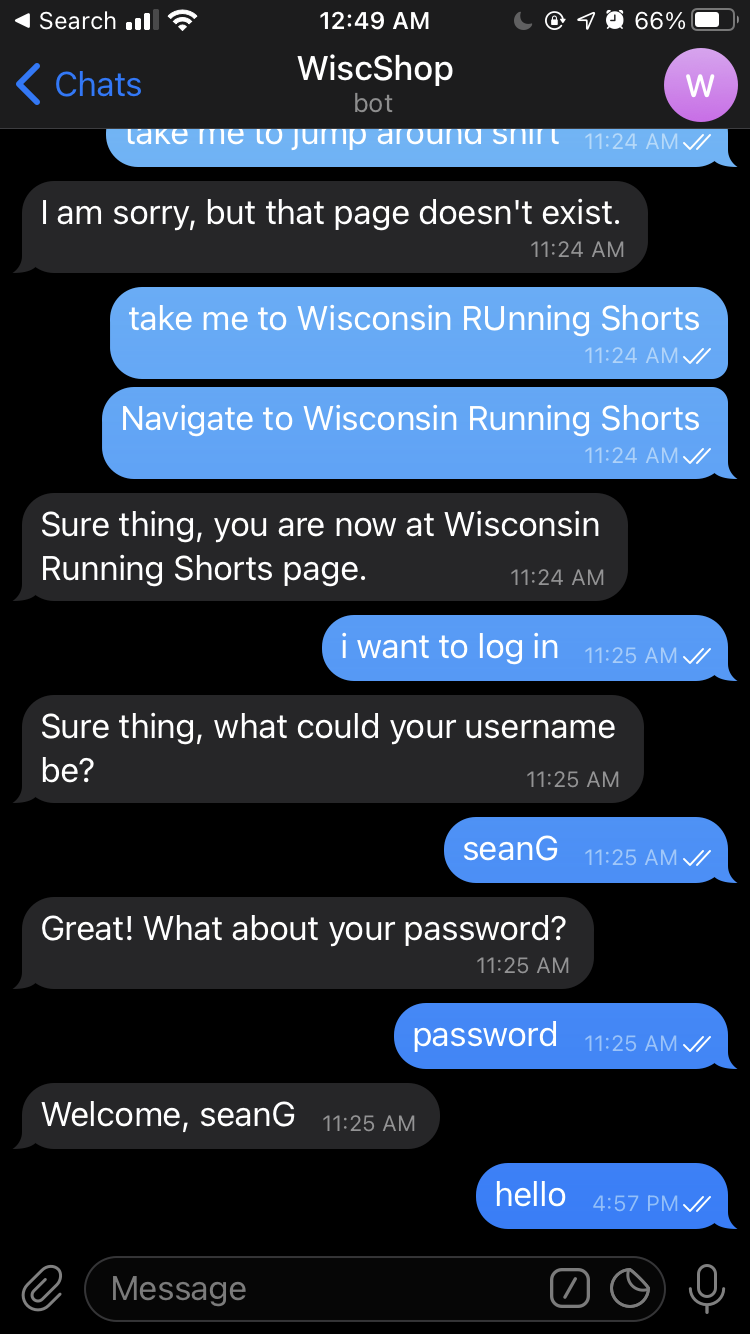 Search 12:49 AM 66%
Chats WiscShop W
bot
take me to jump around shirt 11:24 AM
I am sorry, but that page doesn't exist.
11:24 AM
take me to Wisconsin RUnning Shorts
11:24 AM
Navigate to Wisconsin Running Shorts
11:24 AM
Sure thing, you are now at Wisconsin
Running Shorts page. 11:24 AM
i want to log in 11:25 AM
Sure thing, what could your username
be? 11:25 AM
seanG 11:25 AM
Great! What about your password?
11:25 AM
password 11:25 AM
Welcome, seanG 11:25 AM
hello 4:57 PM
Message